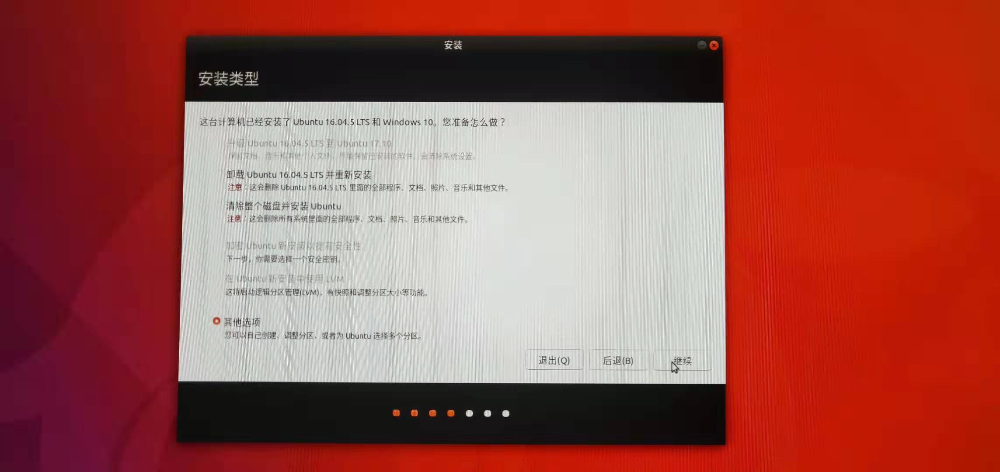 安装
安装类型
这台计算机已经安装了 Ubuntu 16.04.5 LTS 和 Windows 10。您准备怎么做？
升级 Ubuntu 16.04.5 LTS 到 Ubuntu 17.10
保留文档、音乐和其他个人文件，尽量保留已安装的软件，会清除系统设置。
卸载 Ubuntu 16.04.5 LTS 并重新安装
注意：这会删除 Ubuntu 16.04.5 LTS 里面的全部程序、文档、照片、音乐和其他文件。
清除整个磁盘并安装 Ubuntu
注意：这会删除所有系统里面的全部程序、文档、照片、音乐和其他文件。
加密 Ubuntu 新安装以提高安全性
下一步，你需要选择一个安全密钥。
在 Ubuntu 新安装中使用 LVM
这将启动逻辑分区管理(LVM)，有快照和调整分区大小等功能。
其他选项
您可以自己创建、调整分区，或者为 Ubuntu 选择多个分区。
退出(Q) 后退(B) 继续